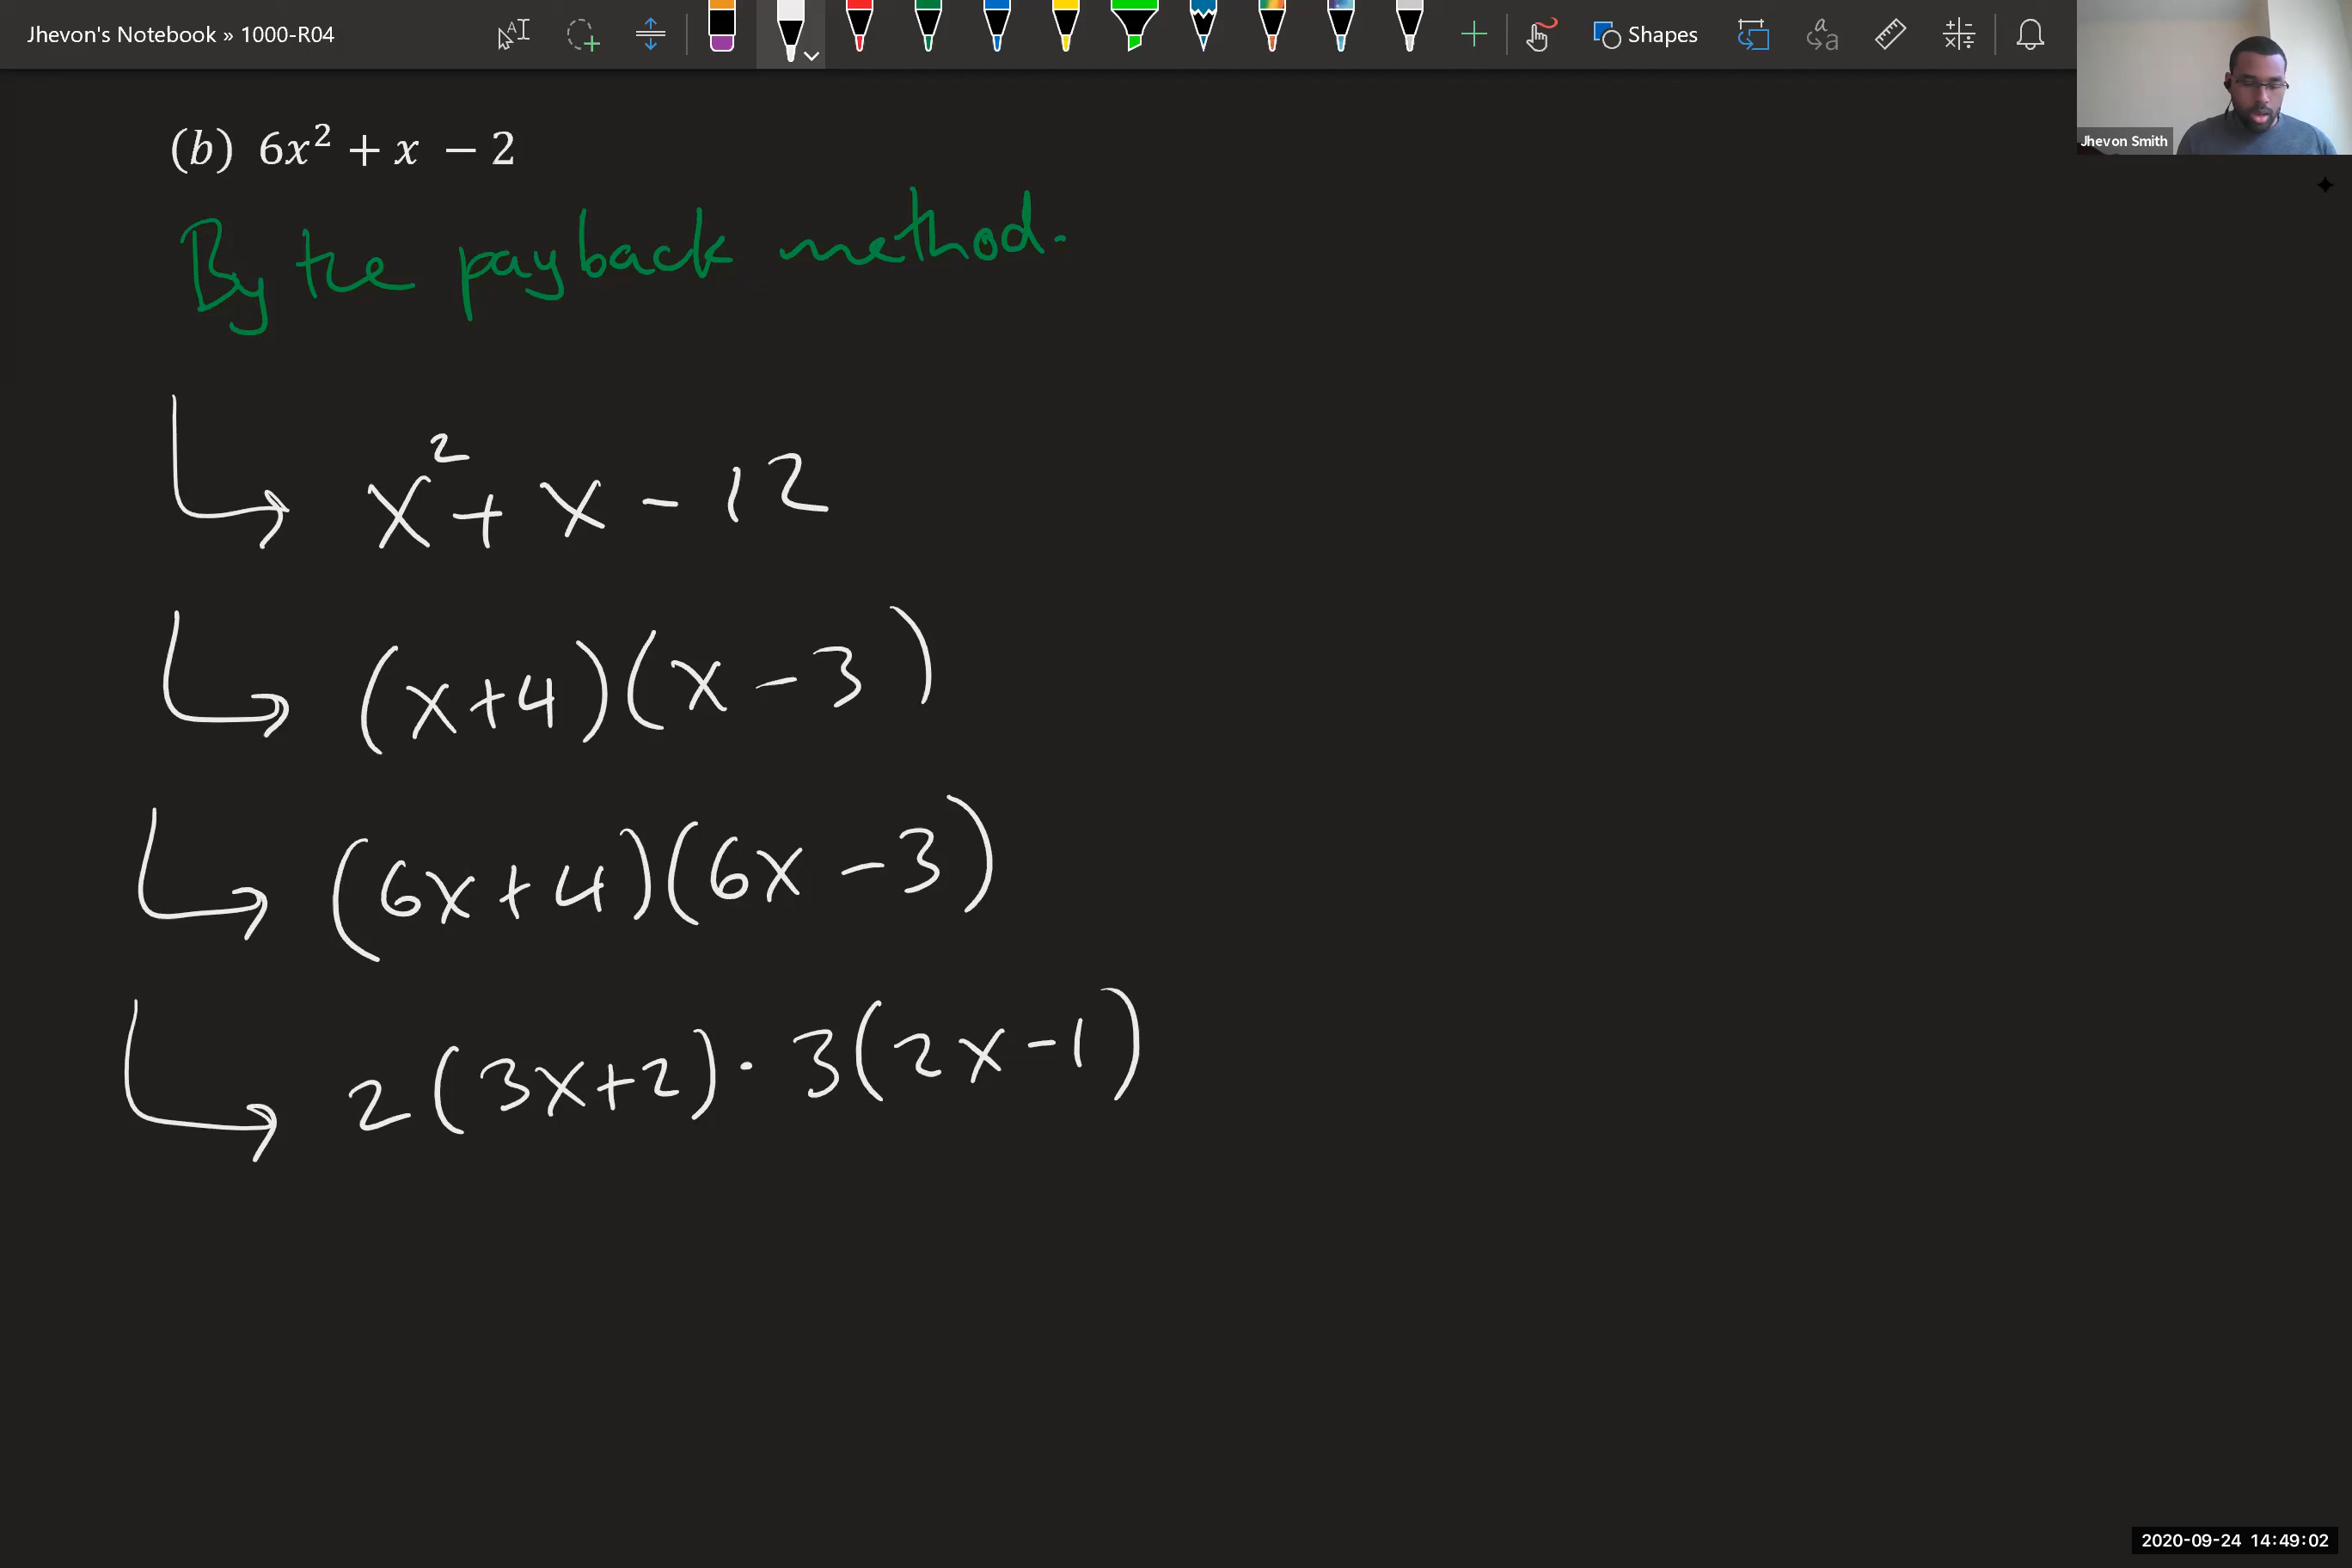 Jhevon's Notebook » 1000-R04
Shapes
Jhevon Smith
(b) 6x² + x − 2
By the payback method.
x² + x - 12
(x+4)(x-3)
(6x+4)(6x-3)
2(3x+2)·3(2x-1)
2020-09-24 14:49:02